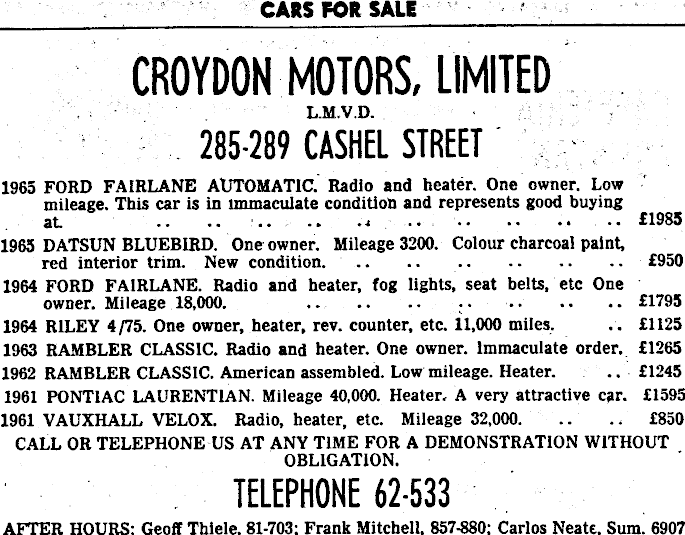 CARS FOR SALE
CROYDON MOTORS, LIMITED
L.M.V.D.
285-289 CASHEL STREET
1965 FORD FAIRLANE AUTOMATIC. Radio and heater. One owner. Low
mileage. This car is in immaculate condition and represents good buying
at .. .. .. .. .. .. .. .. .. .. £1985
1965 DATSUN BLUEBIRD. One owner. Mileage 3200. Colour charcoal paint,
red interior trim. New condition. .. .. .. .. .. .. £950
1964 FORD FAIRLANE. Radio and heater, fog lights, seat belts, etc One
owner. Mileage 18,000. .. .. .. .. .. .. .. £1795
1964 RILEY 4/75. One owner, heater, rev. counter, etc. 11,000 miles. .. £1125
1963 RAMBLER CLASSIC. Radio and heater. One owner. Immaculate order. £1265
1962 RAMBLER CLASSIC. American assembled. Low mileage. Heater. .. £1245
1961 PONTIAC LAURENTIAN. Mileage 40,000. Heater. A very attractive car. £1595
1961 VAUXHALL VELOX. Radio, heater, etc. Mileage 32,000. .. .. £850
CALL OR TELEPHONE US AT ANY TIME FOR A DEMONSTRATION WITHOUT
OBLIGATION.
TELEPHONE 62-533
AFTER HOURS: Geoff Thiele, 81-703; Frank Mitchell, 857-880; Carlos Neate, Sum. 6907